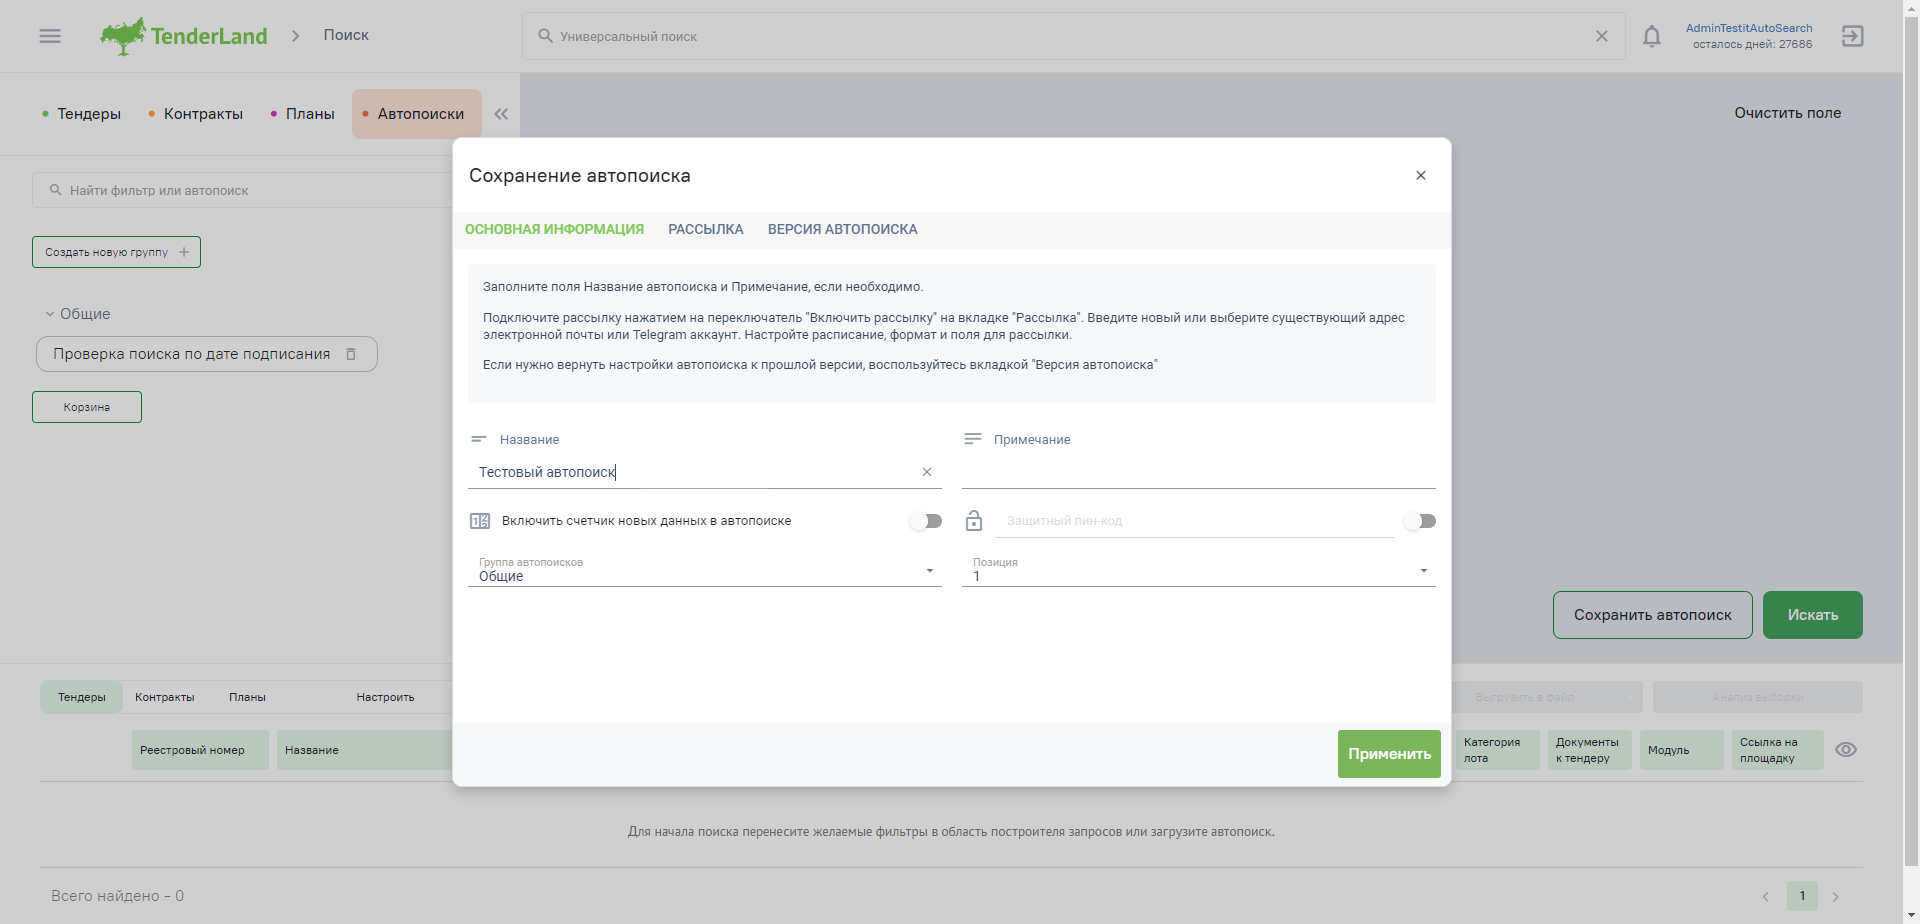 TenderLand
Поиск
Универсальный поиск
AdminTestitAutoSearch
осталось дней: 27686
Тендеры
Контракты
Планы
Автопоиски
Очистить поле
Найти фильтр или автопоиск
Создать новую группу
Общие
Проверка поиска по дате подписания
Корзина
Сохранение автопоиска
ОСНОВНАЯ ИНФОРМАЦИЯ
РАССЫЛКА
ВЕРСИЯ АВТОПОИСКА
Заполните поля Название автопоиска и Примечание, если необходимо.
Подключите рассылку нажатием на переключатель "Включить рассылку" на вкладке "Рассылка". Введите новый или выберите существующий адрес
электронной почты или Telegram аккаунт. Настройте расписание, формат и поля для рассылки.
Если нужно вернуть настройки автопоиска к прошлой версии, воспользуйтесь вкладкой "Версия автопоиска"
Название
Примечание
Тестовый автопоиск
Включить счетчик новых данных в автопоиске
Защитный пин-код
Группа автопоисков
Общие
Позиция
1
Применить
Сохранить автопоиск
Искать
Тендеры
Контракты
Планы
Настроить
Выгрузить в файл
Анализ выборки
Реестровый номер
Название
Категория
лота
Документы
к тендеру
Модуль
Ссылка на
площадку
Для начала поиска перенесите желаемые фильтры в область построителя запросов или загрузите автопоиск.
Всего найдено - 0
1